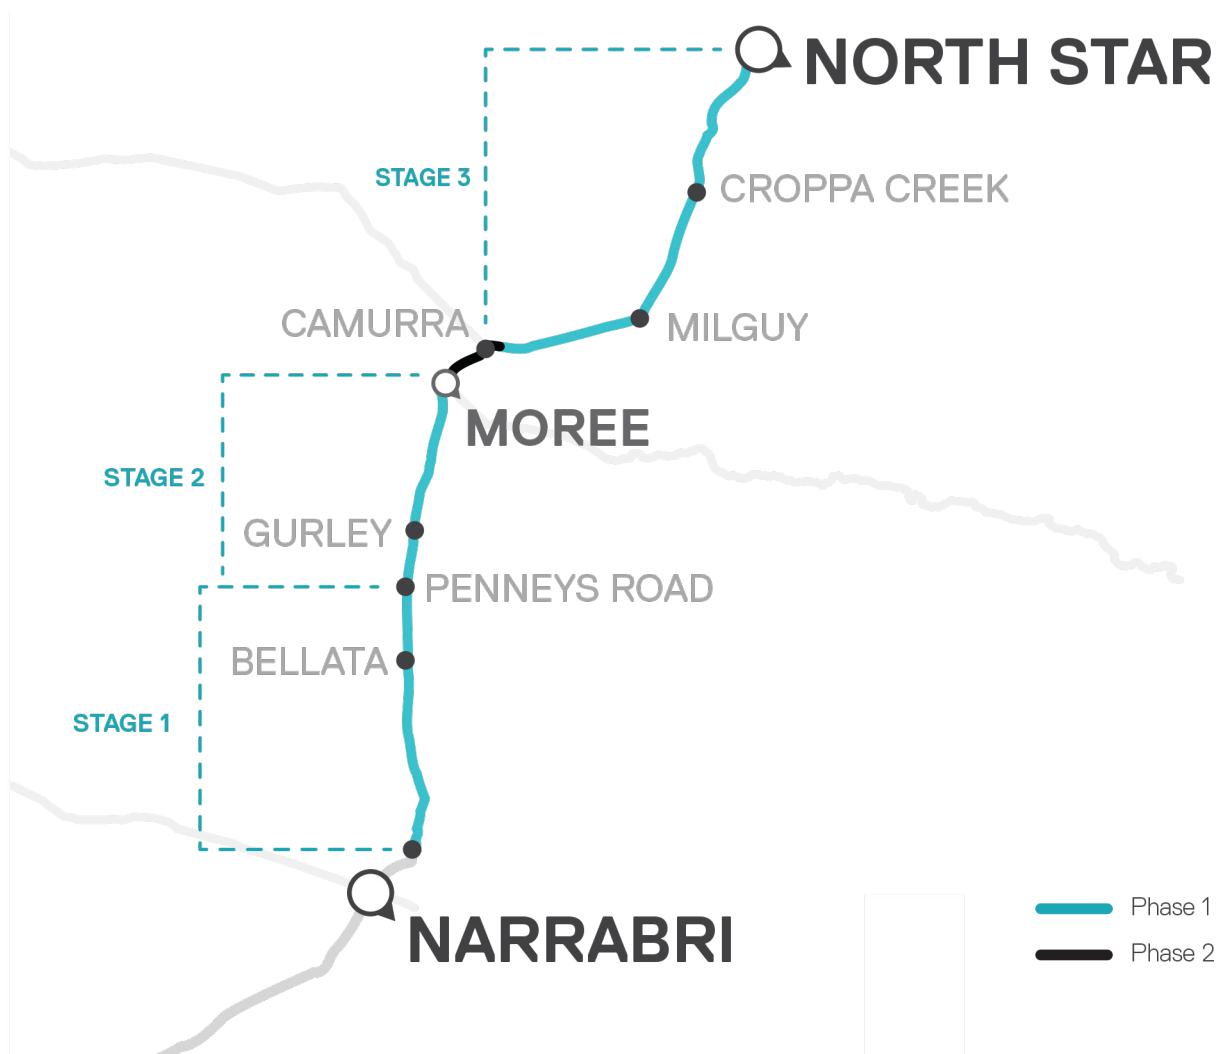 NORTH STAR
STAGE 3
CROPPA CREEK
CAMURRA
MILGUY
MOREE
STAGE 2
GURLEY
PENNEYS ROAD
BELLATA
STAGE 1
NARRABRI
Phase 1
Phase 2